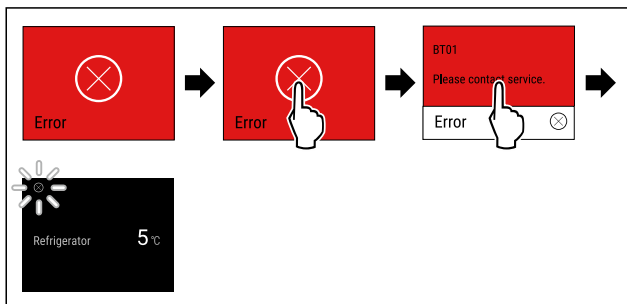 Error
Error
BT01
Please contact service.
Error
Refrigerator 5 °C